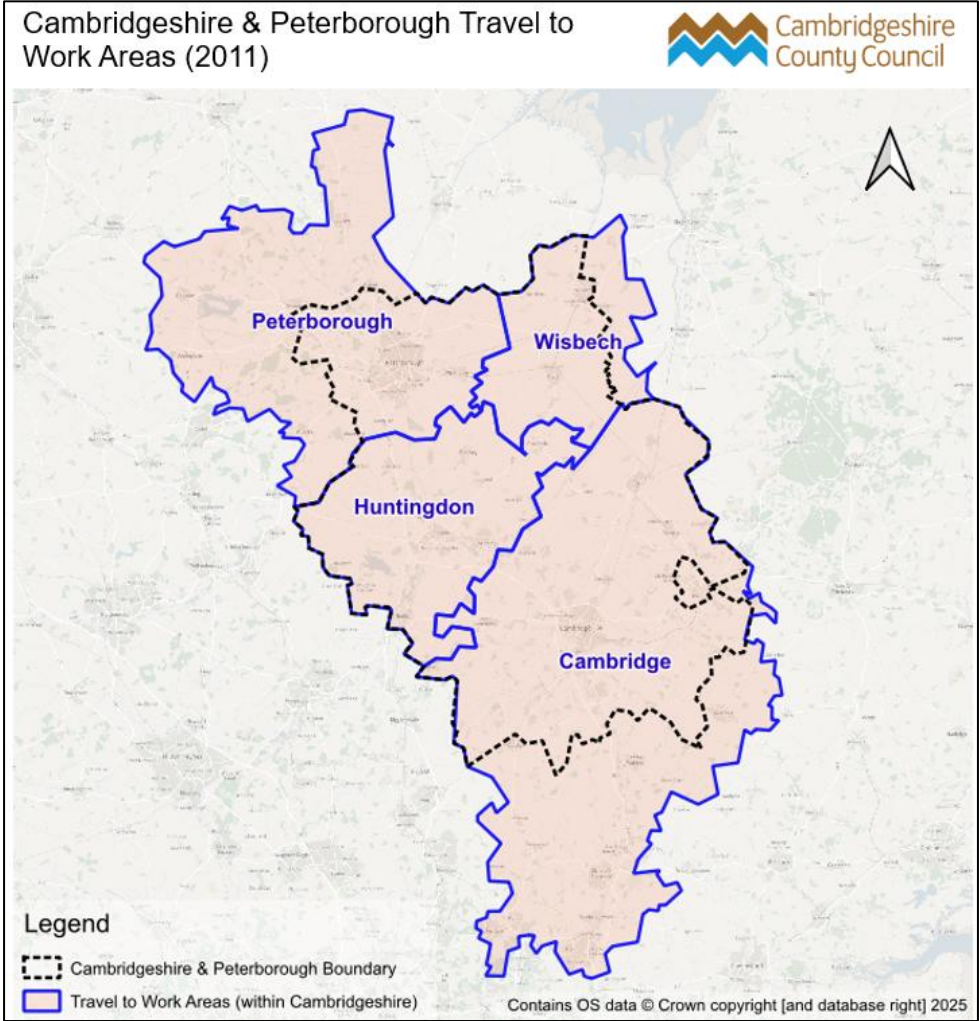 Cambridgeshire & Peterborough Travel to
Work Areas (2011)
Cambridgeshire
County Council
Peterborough
Wisbech
Huntingdon
Cambridge
Legend
Cambridgeshire & Peterborough Boundary
Travel to Work Areas (within Cambridgeshire)
Contains OS data © Crown copyright [and database right] 2025